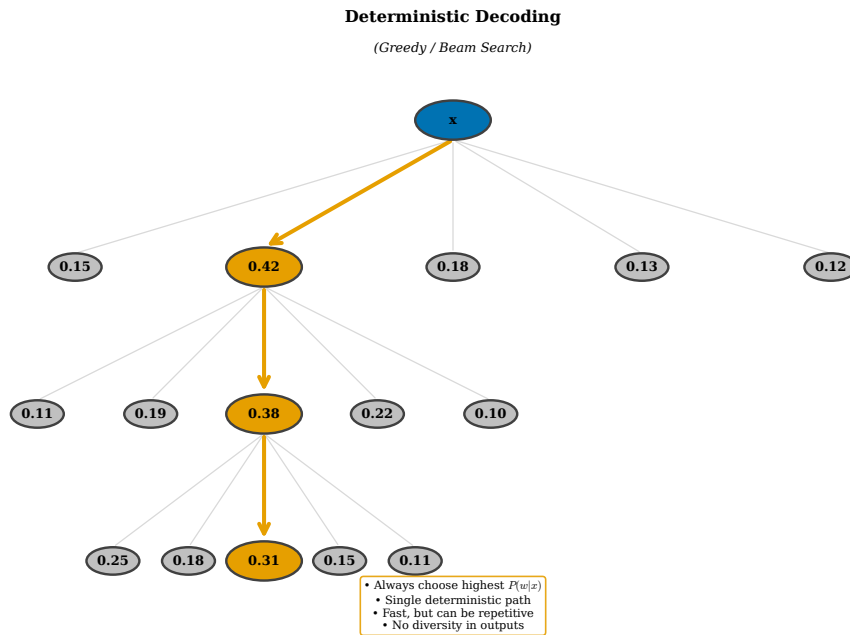 Deterministic Decoding
(Greedy / Beam Search)
x
0.15 0.42 0.18 0.13 0.12
0.11 0.19 0.38 0.22 0.10
0.25 0.18 0.31 0.15 0.11
• Always choose highest P(w|x)
• Single deterministic path
• Fast, but can be repetitive
• No diversity in outputs